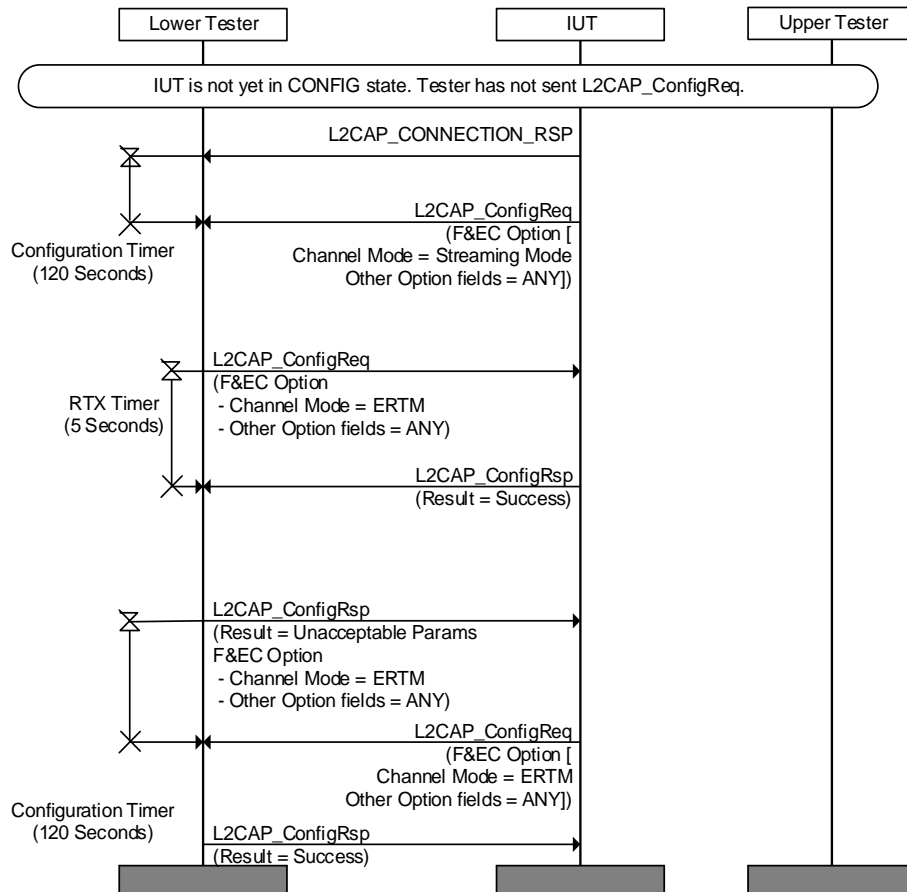 Lower Tester
IUT
Upper Tester
IUT is not yet in CONFIG state. Tester has not sent L2CAP_ConfigReq.
L2CAP_CONNECTION_RSP
L2CAP_ConfigReq
(F&EC Option [
Channel Mode = Streaming Mode
Other Option fields = ANY])
Configuration Timer
(120 Seconds)
L2CAP_ConfigReq
(F&EC Option
- Channel Mode = ERTM
- Other Option fields = ANY)
RTX Timer
(5 Seconds)
L2CAP_ConfigRsp
(Result = Success)
L2CAP_ConfigRsp
(Result = Unacceptable Params
F&EC Option
- Channel Mode = ERTM
- Other Option fields = ANY)
L2CAP_ConfigReq
(F&EC Option [
Channel Mode = ERTM
Other Option fields = ANY])
Configuration Timer
(120 Seconds)
L2CAP_ConfigRsp
(Result = Success)